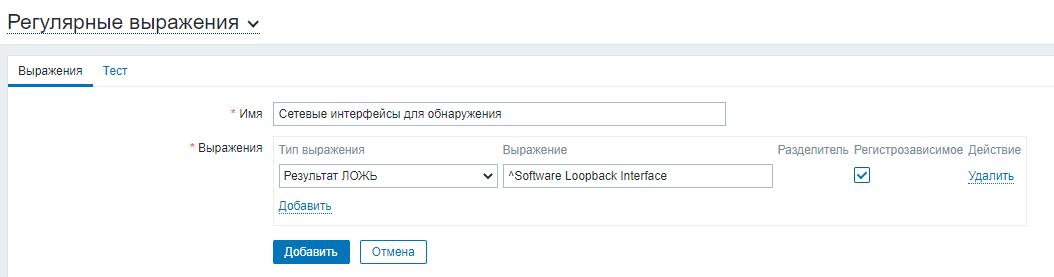 Регулярные выражения
Выражения Тест
* Имя Сетевые интерфейсы для обнаружения
* Выражения Тип выражения Выражение Разделитель Регистрозависимое Действие
Результат ЛОЖЬ ^Software Loopback Interface Удалить
Добавить
Добавить Отмена